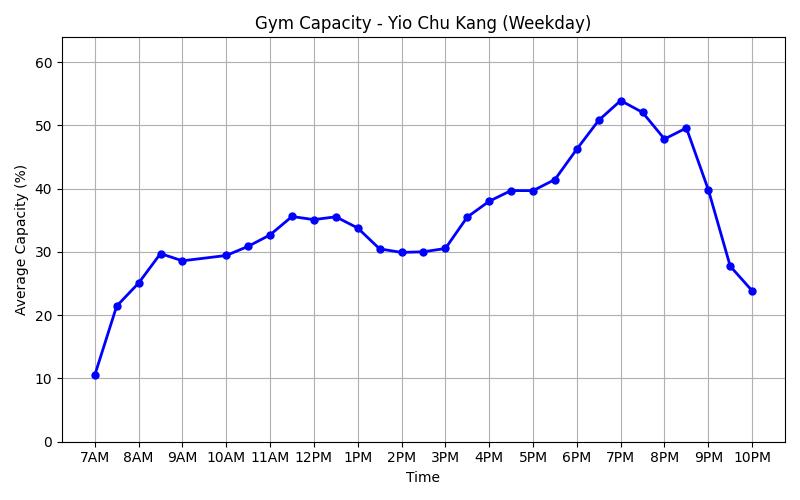 Gym Capacity - Yio Chu Kang (Weekday)
60
50
40
30
20
10
0
Average Capacity (%)
7AM 8AM 9AM 10AM 11AM 12PM 1PM 2PM 3PM 4PM 5PM 6PM 7PM 8PM 9PM 10PM
Time